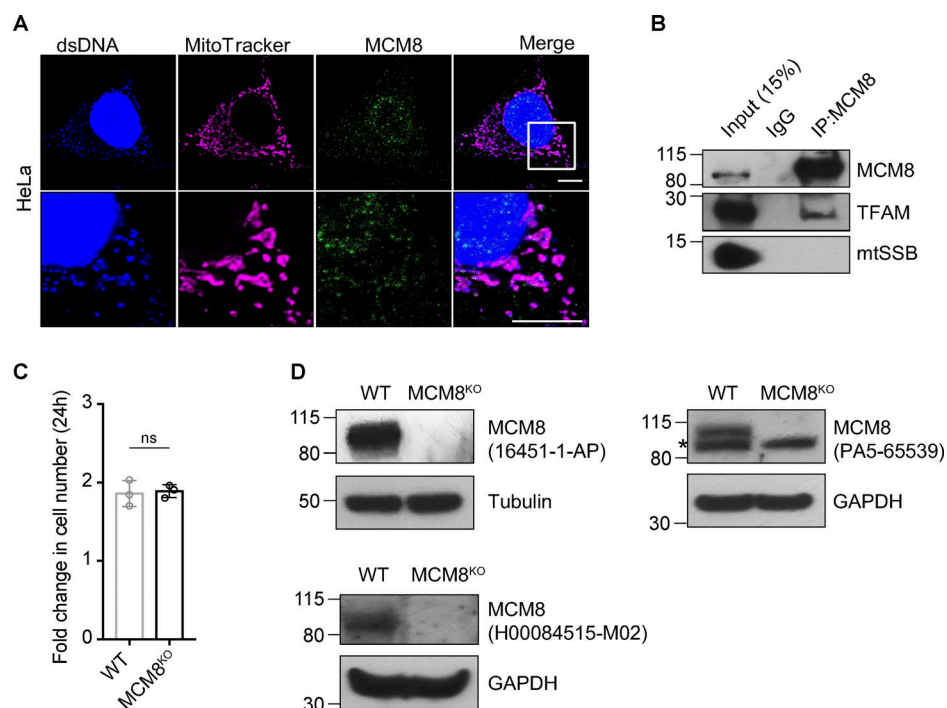 A
dsDNA MitoTracker MCM8 Merge
HeLa
B
Input (15%) IgG IP:MCM8
115
80
MCM8
30
TFAM
15
mtSSB
C
Fold change in cell number (24h)
3
2
1
0
ns
WT MCM8KO
D
WT MCM8KO
115
80
MCM8
(16451-1-AP)
50
Tubulin
WT MCM8KO
115
*
80
MCM8
(PA5-65539)
GAPDH
30
WT MCM8KO
115
80
MCM8
(H00084515-M02)
GAPDH
30